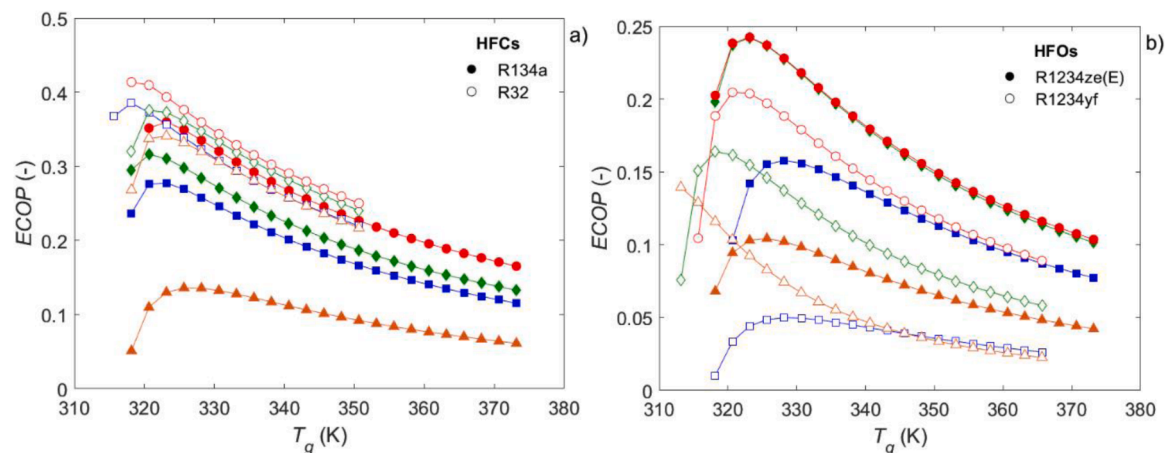 0.5
0.4
0.3
0.2
0.1
0
ECOP (-)
310 320 330 340 350 360 370 380
T_g (K)
HFCs
R134a
R32
a)
0.25
0.2
0.15
0.1
0.05
0
ECOP (-)
310 320 330 340 350 360 370 380
T_g (K)
HFOs
R1234ze(E)
R1234yf
b)